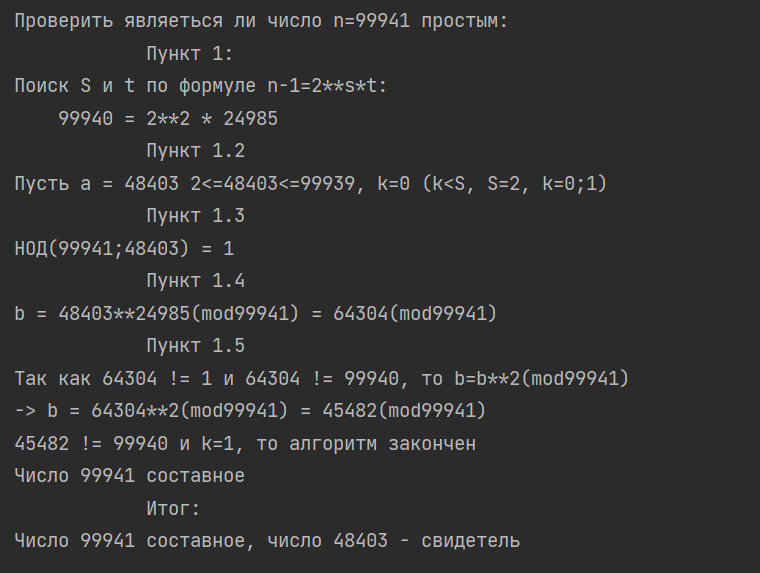 Проверить являеться ли число n=99941 простым:
Пункт 1:
Поиск S и t по формуле n-1=2**s*t:
99940 = 2**2 * 24985
Пункт 1.2
Пусть a = 48403 2<=48403<=99939, k=0 (k<S, S=2, k=0;1)
Пункт 1.3
НОД(99941;48403) = 1
Пункт 1.4
b = 48403**24985(mod99941) = 64304(mod99941)
Пункт 1.5
Так как 64304 != 1 и 64304 != 99940, то b=b**2(mod99941)
-> b = 64304**2(mod99941) = 45482(mod99941)
45482 != 99940 и k=1, то алгоритм закончен
Число 99941 составное
Итог:
Число 99941 составное, число 48403 - свидетель